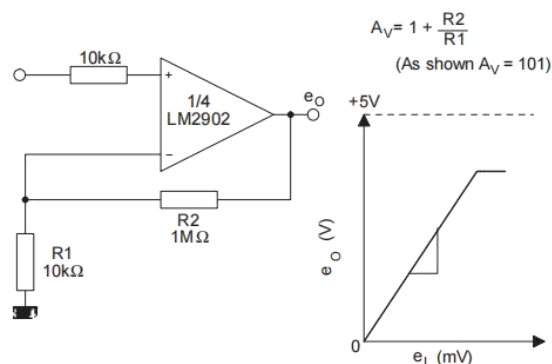 10kΩ
+
1/4
LM2902
−
e_O
R2
1MΩ
R1
10kΩ
A_V = 1 + R2/R1
(As shown A_V = 101)
+5V
e_O (V)
0
e_I (mV)